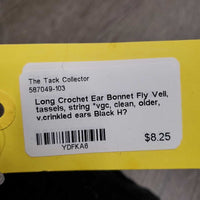 The Tack Collector
587049-103
Long Crochet Ear Bonnet Fly Veil,
tassels, string *vgc, clean, older,
v.crinkled ears Black H?
$8.25
YDFKA8